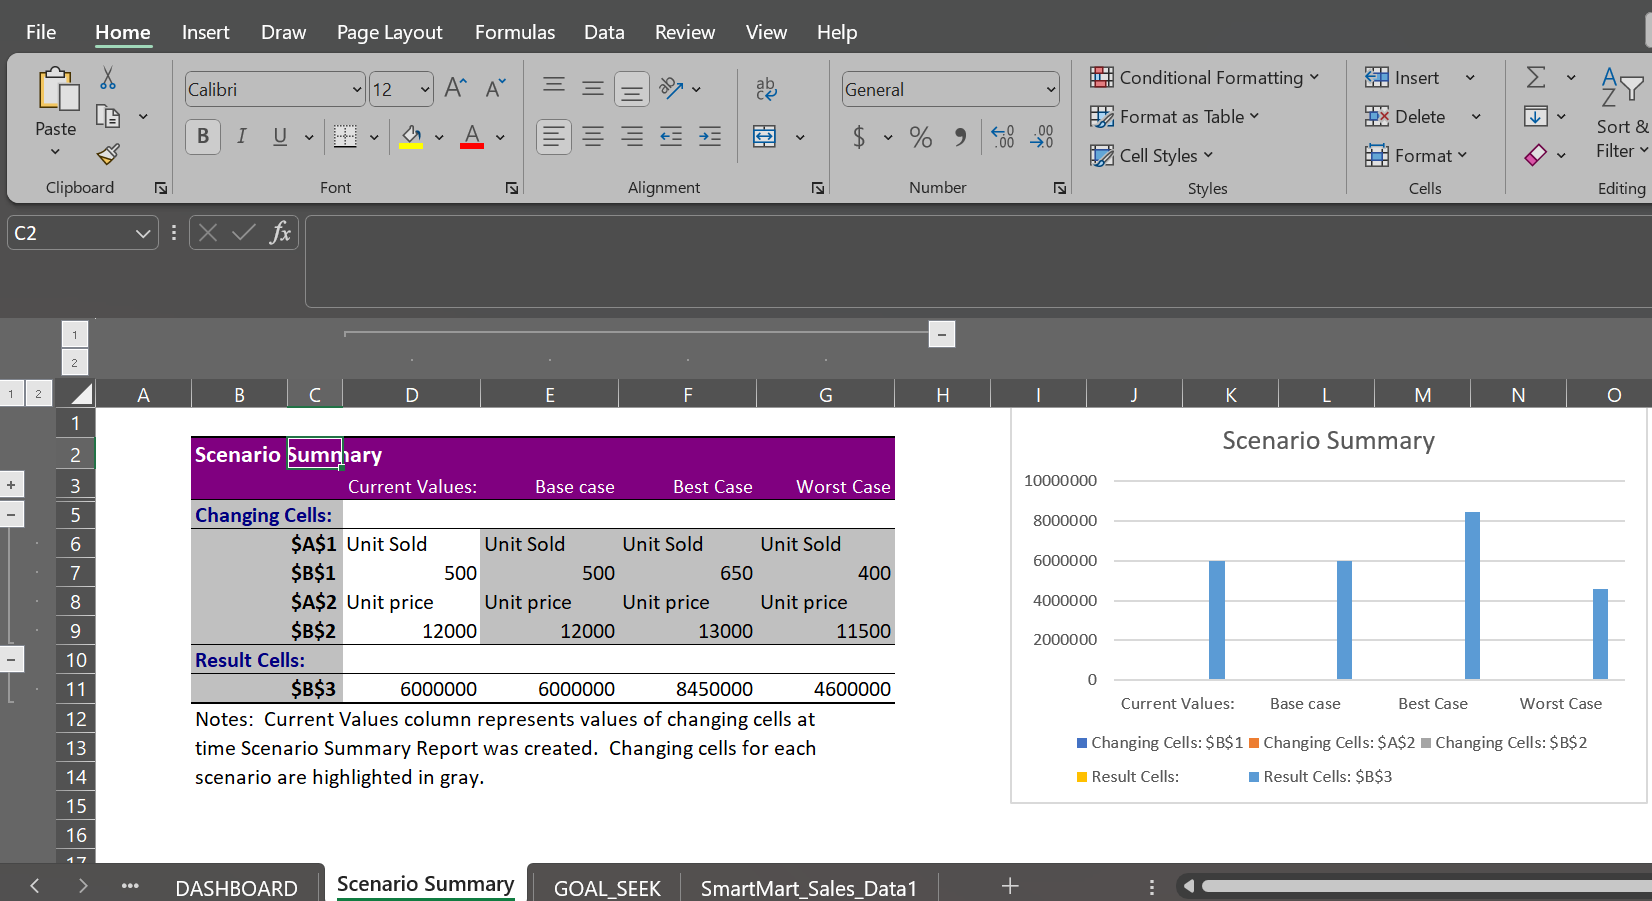 File Home Insert Draw Page Layout Formulas Data Review View Help
Calibri 12 General Conditional Formatting Insert
Paste Format as Table Delete Sort &
Cell Styles Format Filter
Clipboard Font Alignment Number Styles Cells Editing
C2 fx
1
2
1 2 A B C D E F G H I J K L M N O
1
2 Scenario Summary
3 Current Values: Base case Best Case Worst Case
5 Changing Cells:
6 $A$1 Unit Sold Unit Sold Unit Sold Unit Sold
7 $B$1 500 500 650 400
8 $A$2 Unit price Unit price Unit price Unit price
9 $B$2 12000 12000 13000 11500
10 Result Cells:
11 $B$3 6000000 6000000 8450000 4600000
12 Notes: Current Values column represents values of changing cells at
13 time Scenario Summary Report was created. Changing cells for each
14 scenario are highlighted in gray.
15
16
17
Scenario Summary
10000000
8000000
6000000
4000000
2000000
0
Current Values: Base case Best Case Worst Case
Changing Cells: $B$1 Changing Cells: $A$2 Changing Cells: $B$2
Result Cells: Result Cells: $B$3
DASHBOARD Scenario Summary GOAL_SEEK SmartMart_Sales_Data1